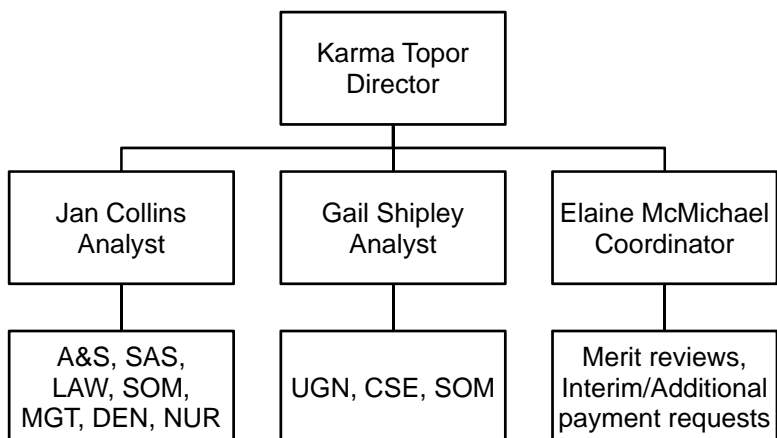 Karma Topor
Director
Jan Collins
Analyst
Gail Shipley
Analyst
Elaine McMichael
Coordinator
A&S, SAS,
LAW, SOM,
MGT, DEN, NUR
UGN, CSE, SOM
Merit reviews,
Interim/Additional
payment requests